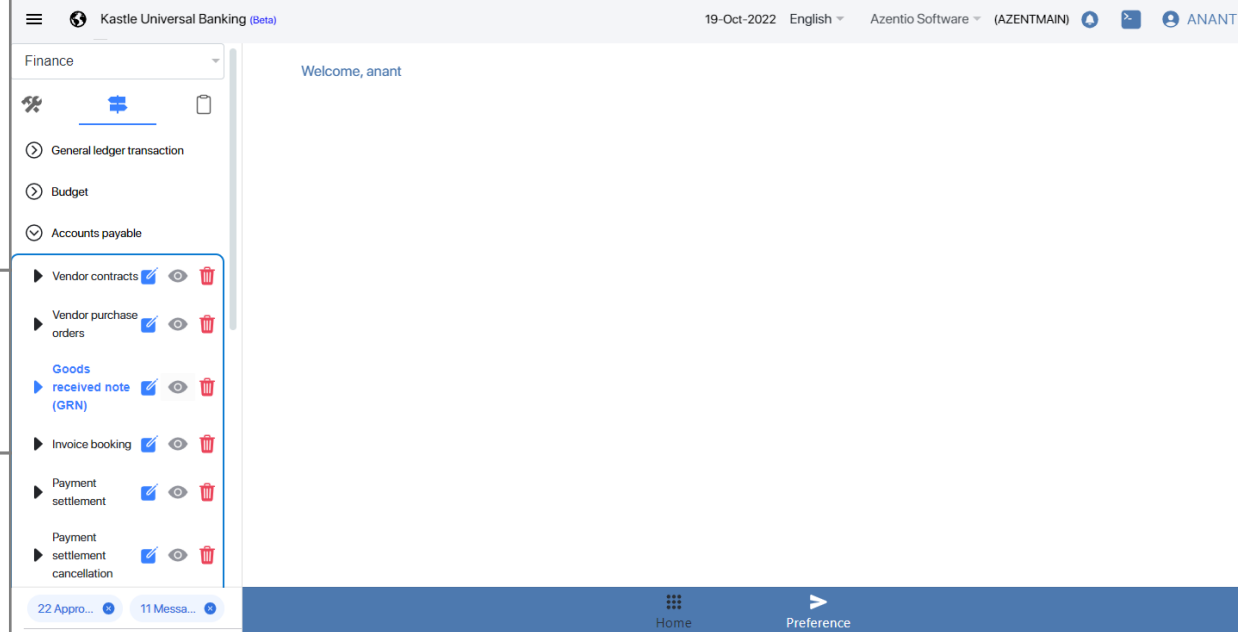 Kastle Universal Banking (Beta)
19-Oct-2022 English Azentio Software (AZENTMAIN) ANANT
Finance
Welcome, anant
General ledger transaction
Budget
Accounts payable
Vendor contracts
Vendor purchase
orders
Goods
received note
(GRN)
Invoice booking
Payment
settlement
Payment
settlement
cancellation
22 Appro... 11 Messa...
Home Preference